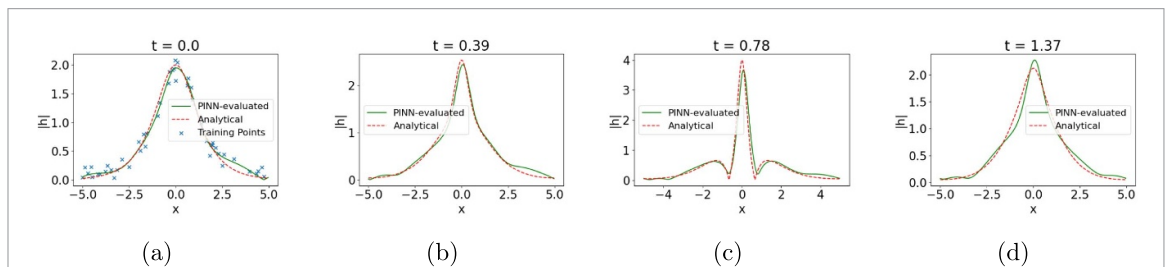 t = 0.0
2.0
1.5
1.0
0.5
0.0
|h|
−5.0
−2.5
0.0
2.5
5.0
x
PINN-evaluated
Analytical
Training Points
(a)
t = 0.39
2
1
0
|h|
−5.0
−2.5
0.0
2.5
5.0
x
PINN-evaluated
Analytical
(b)
t = 0.78
4
3
2
1
0
|h|
−4
−2
0
2
4
x
PINN-evaluated
Analytical
(c)
t = 1.37
2.0
1.5
1.0
0.5
0.0
|h|
−5.0
−2.5
0.0
2.5
5.0
x
PINN-evaluated
Analytical
(d)